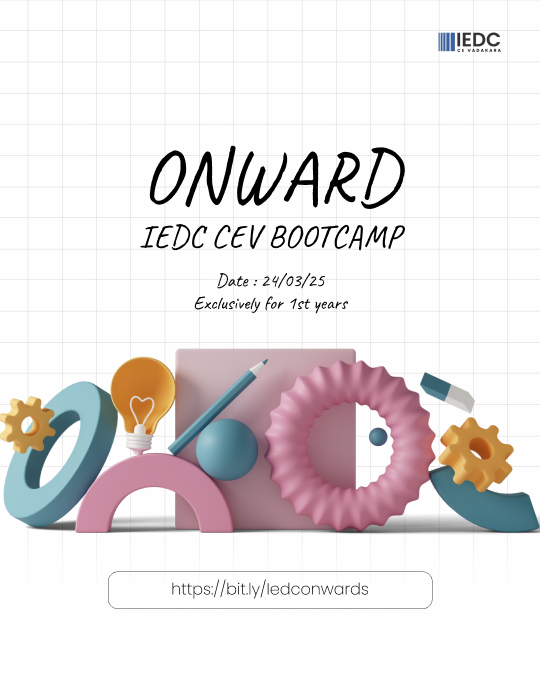 IEDC
CE VADAKARA
ONWARD
IEDC CEV BOOTCAMP
Date : 24/03/25
Exclusively for 1st years
https://bit.ly/Iedconwards